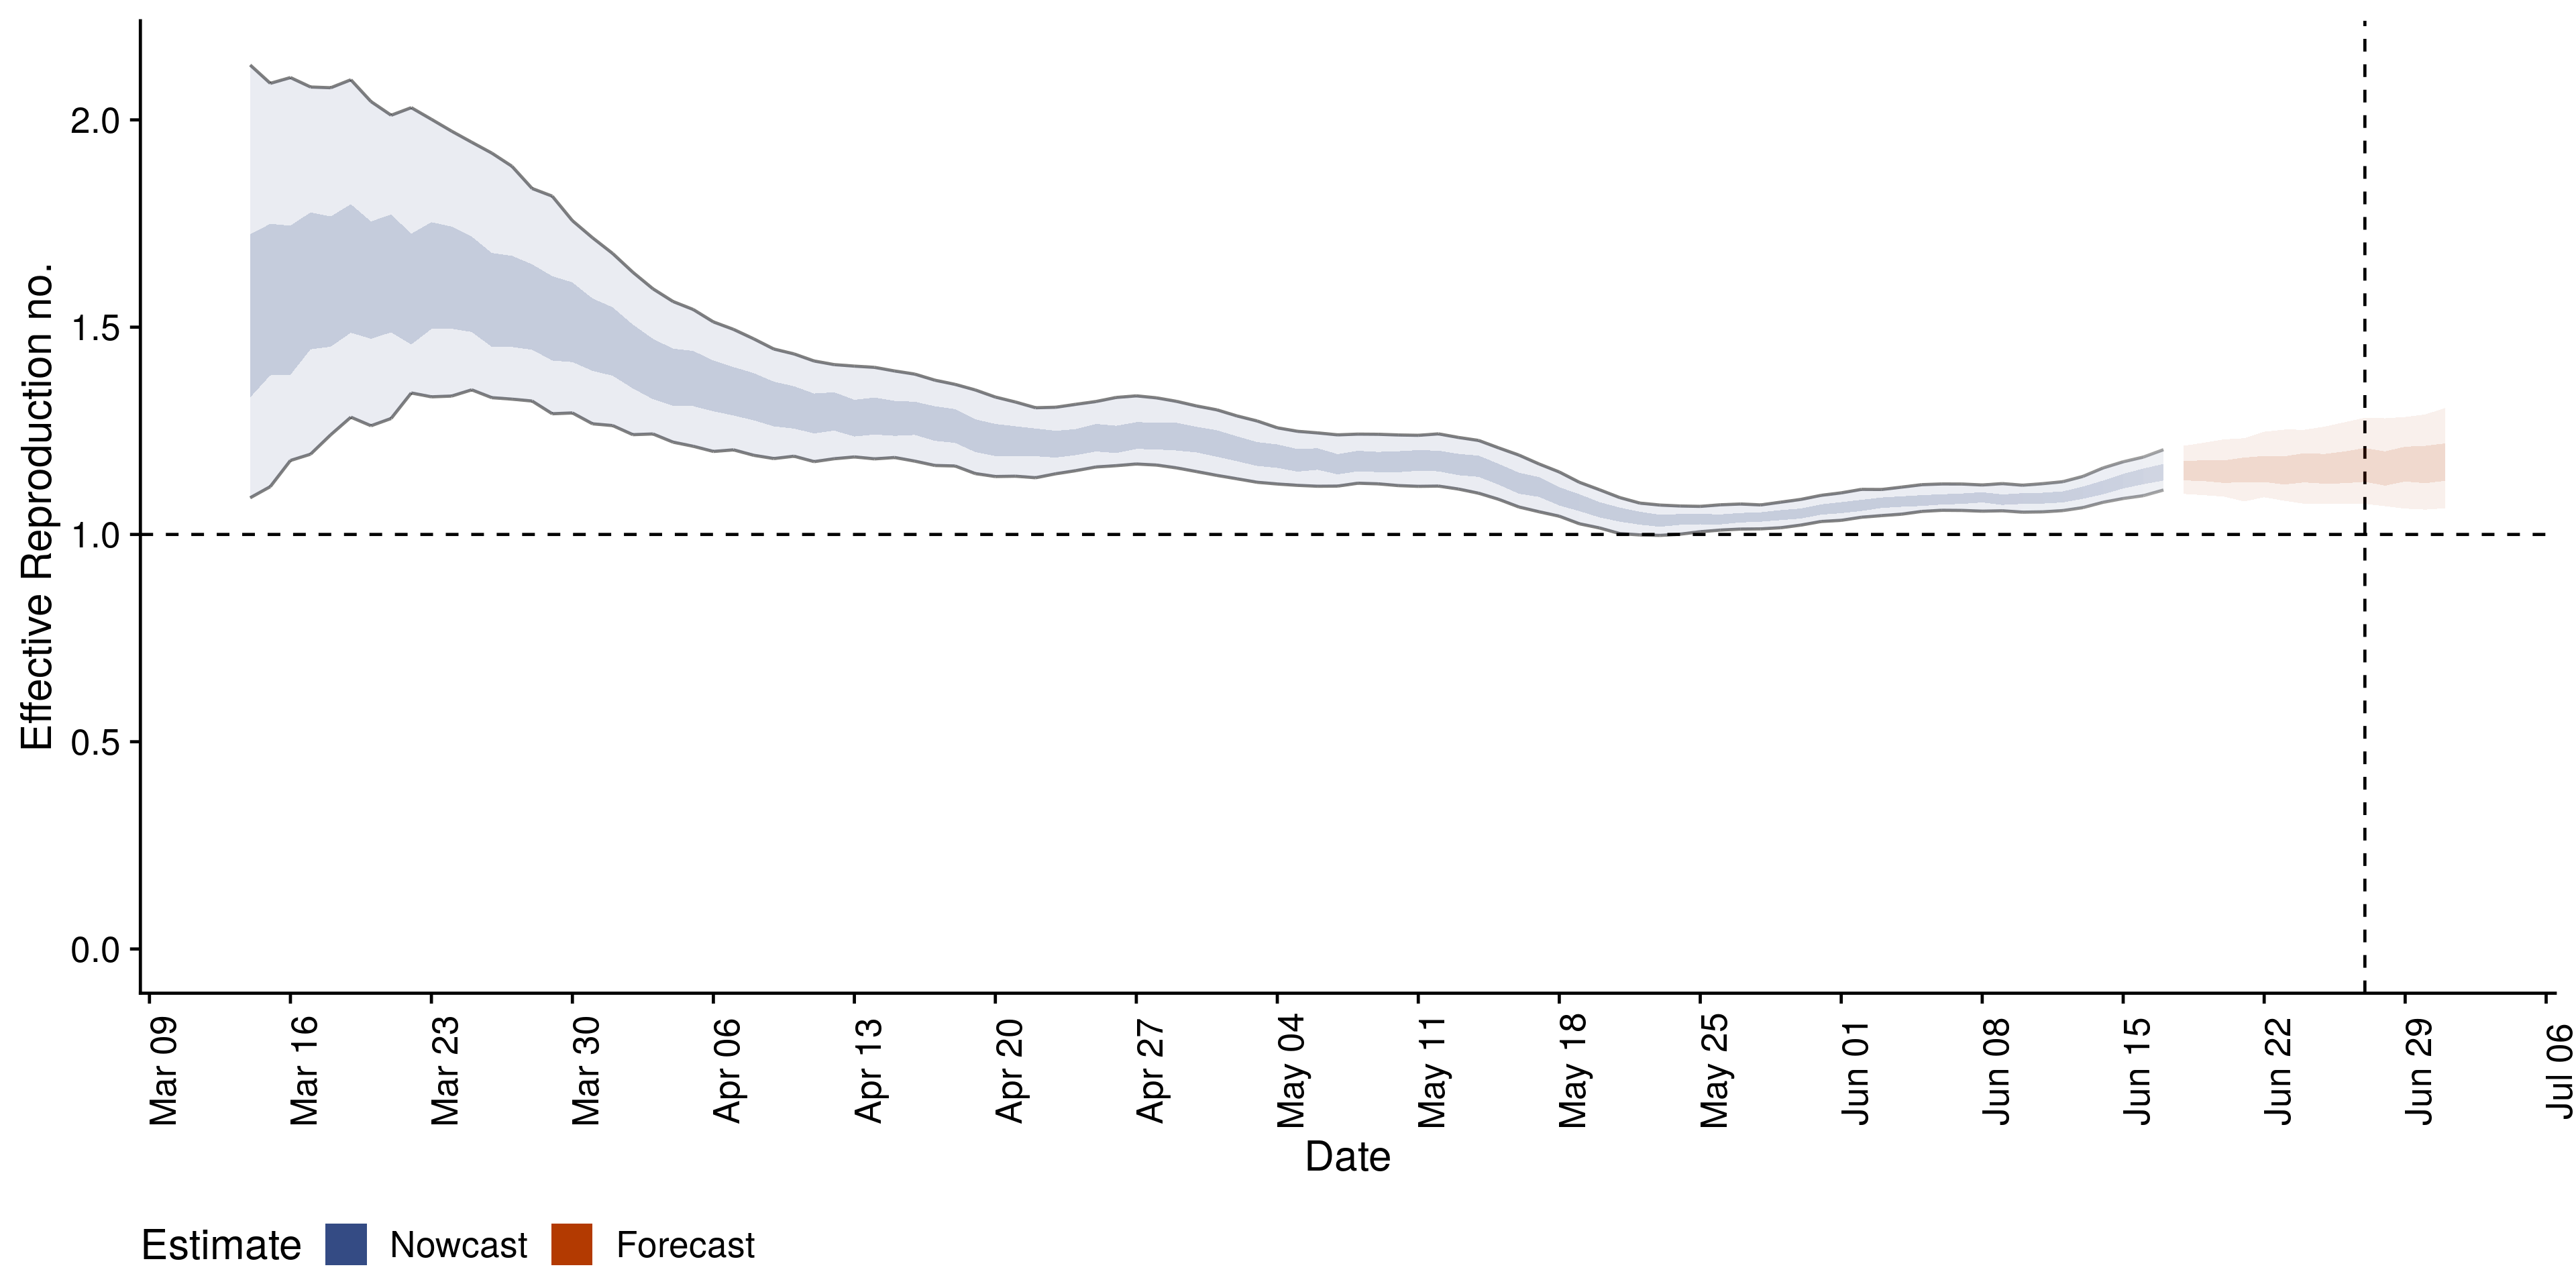 Effective Reproduction no.
2.0
1.5
1.0
0.5
0.0
Mar 09
Mar 16
Mar 23
Mar 30
Apr 06
Apr 13
Apr 20
Apr 27
May 04
May 11
May 18
May 25
Jun 01
Jun 08
Jun 15
Jun 22
Jun 29
Jul 06
Date
Estimate Nowcast Forecast